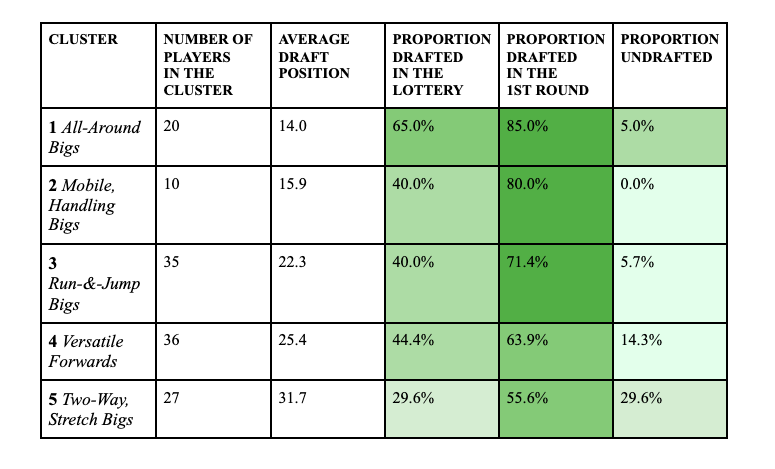 CLUSTER
NUMBER OF
PLAYERS
IN THE
CLUSTER
AVERAGE
DRAFT
POSITION
PROPORTION
DRAFTED
IN THE
LOTTERY
PROPORTION
DRAFTED
IN THE
1ST ROUND
PROPORTION
UNDRAFTED
1 All-Around
Bigs
20
14.0
65.0%
85.0%
5.0%
2 Mobile,
Handling
Bigs
10
15.9
40.0%
80.0%
0.0%
3
Run-&-Jump
Bigs
35
22.3
40.0%
71.4%
5.7%
4 Versatile
Forwards
36
25.4
44.4%
63.9%
14.3%
5 Two-Way,
Stretch Bigs
27
31.7
29.6%
55.6%
29.6%